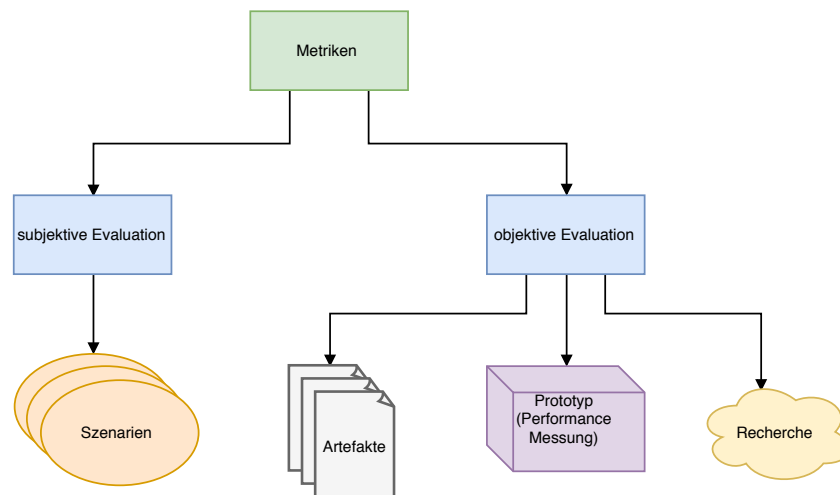 Metriken
subjektive Evaluation
objektive Evaluation
Szenarien
Artefakte
Prototyp
(Performance
Messung)
Recherche